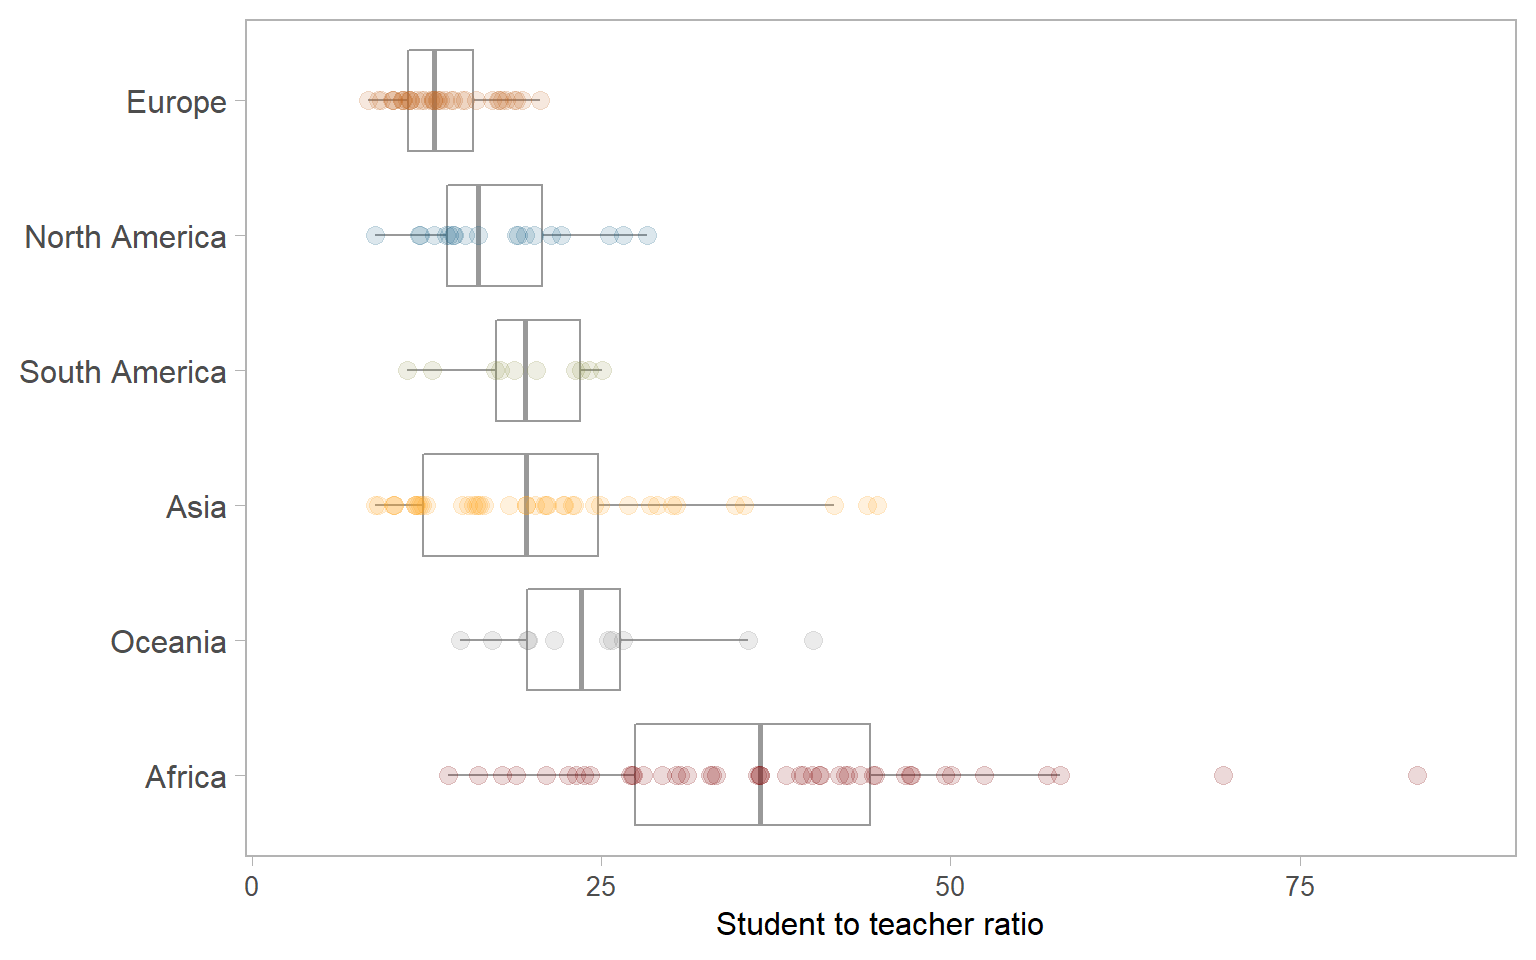 Europe
North America
South America
Asia
Oceania
Africa
0 25 50 75
Student to teacher ratio